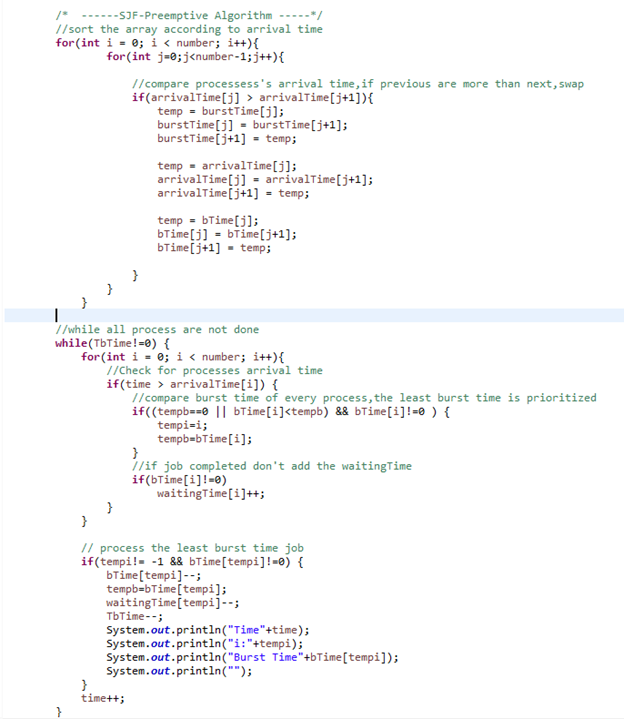 /*  ------SJF-Preemptive Algorithm -----*/
//sort the array according to arrival time
for(int i = 0; i < number; i++){
        for(int j=0;j<number-1;j++){

            //compare processess's arrival time,if previous are more than next,swap
            if(arrivalTime[j] > arrivalTime[j+1]){
                temp = burstTime[j];
                burstTime[j] = burstTime[j+1];
                burstTime[j+1] = temp;

                temp = arrivalTime[j];
                arrivalTime[j] = arrivalTime[j+1];
                arrivalTime[j+1] = temp;

                temp = bTime[j];
                bTime[j] = bTime[j+1];
                bTime[j+1] = temp;

            }
        }
    }

//while all process are not done
while(TbTime!=0) {
    for(int i = 0; i < number; i++){
        //Check for processes arrival time
        if(time > arrivalTime[i]) {
            //compare burst time of every process,the least burst time is prioritized
            if((tempb==0 || bTime[i]<tempb) && bTime[i]!=0 ) {
                tempi=i;
                tempb=bTime[i];
            }
            //if job completed don't add the waitingTime
            if(bTime[i]!=0)
                waitingTime[i]++;
        }
    }

    // process the least burst time job
    if(tempi!= -1 && bTime[tempi]!=0) {
        bTime[tempi]--;
        tempb=bTime[tempi];
        waitingTime[tempi]--;
        TbTime--;
        System.out.println("Time"+time);
        System.out.println("i:"+tempi);
        System.out.println("Burst Time"+bTime[tempi]);
        System.out.println("");
    }
    time++;
}